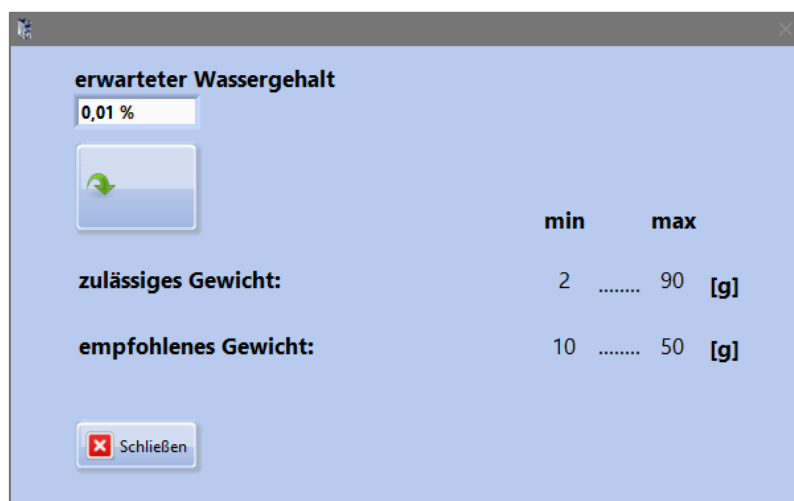 erwarteter Wassergehalt
0,01 %
min max
zulässiges Gewicht: 2 ........ 90 [g]
empfohlenes Gewicht: 10 ........ 50 [g]
Schließen